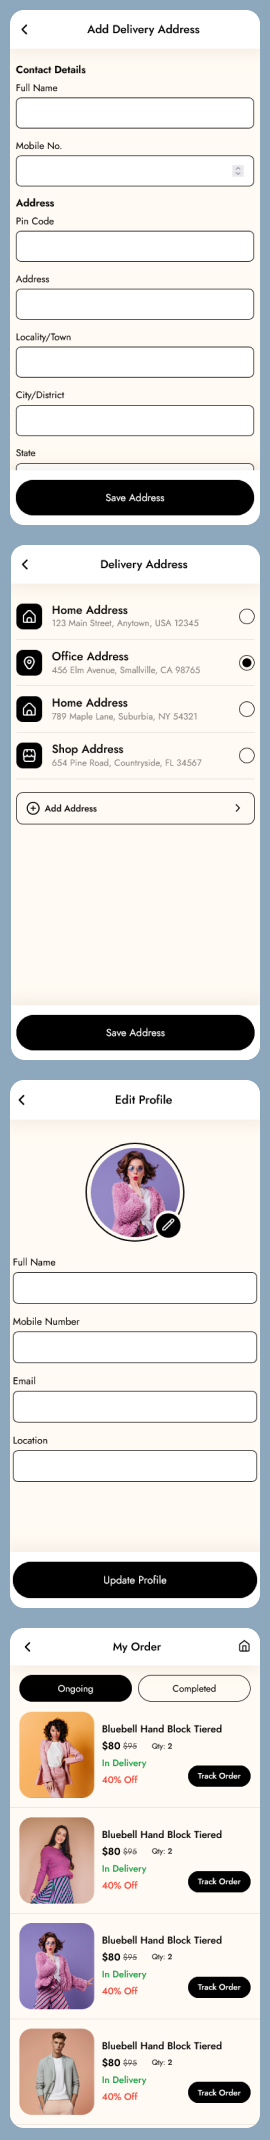 Add Delivery Address
Contact Details
Full Name
Mobile No.
Address
Pin Code
Address
Locality/Town
City/District
State
Save Address
Delivery Address
Home Address
123 Main Street, Anytown, USA 12345
Office Address
456 Elm Avenue, Smallville, CA 98765
Home Address
789 Maple Lane, Suburbia, NY 54321
Shop Address
654 Pine Road, Countryside, FL 34567
Add Address
Save Address
Edit Profile
Full Name
Mobile Number
Email
Location
Update Profile
My Order
Ongoing Completed
Bluebell Hand Block Tiered
$80 $95 Qty: 2
In Delivery
40% Off Track Order
Bluebell Hand Block Tiered
$80 $95 Qty: 2
In Delivery
40% Off Track Order
Bluebell Hand Block Tiered
$80 $95 Qty: 2
In Delivery
40% Off Track Order
Bluebell Hand Block Tiered
$80 $95 Qty: 2
In Delivery
40% Off Track Order